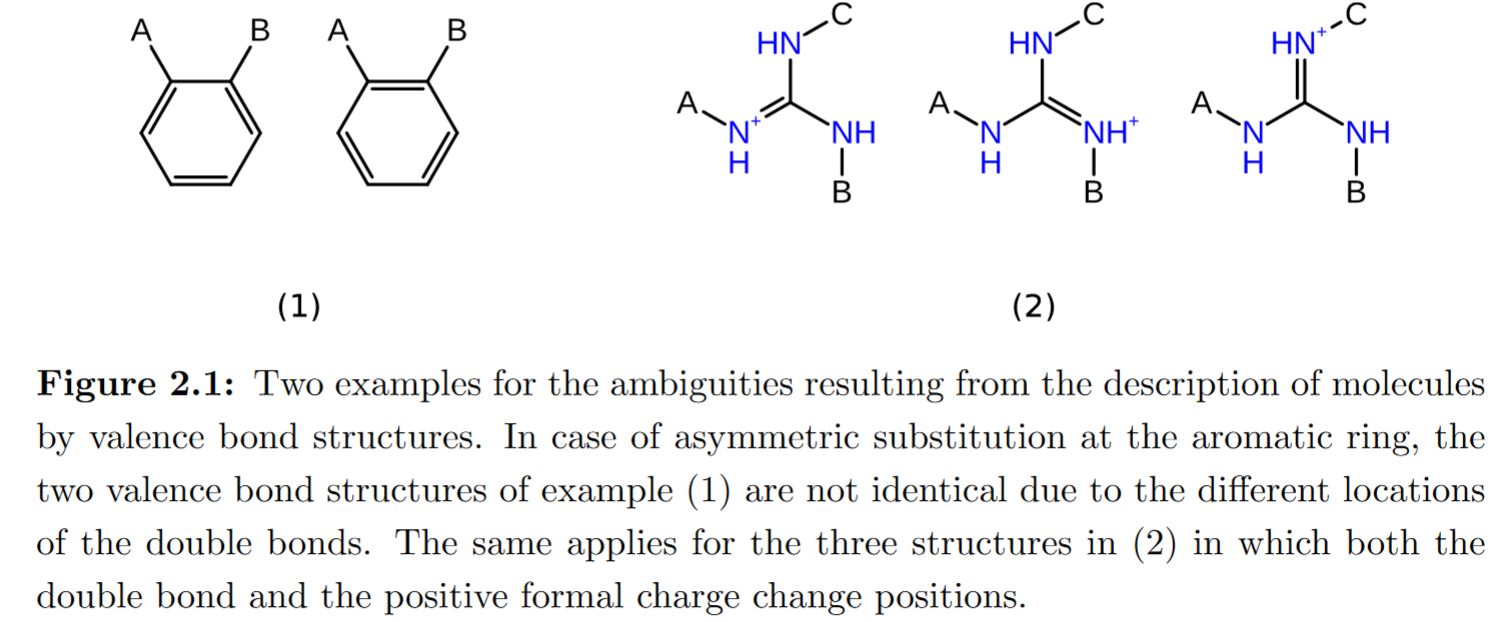 A B A B
HN C HN C HN+ C
A A A
N+ NH N NH+ N NH
H H H
B B B
(1) (2)
Figure 2.1: Two examples for the ambiguities resulting from the description of molecules
by valence bond structures. In case of asymmetric substitution at the aromatic ring, the
two valence bond structures of example (1) are not identical due to the different locations
of the double bonds. The same applies for the three structures in (2) in which both the
double bond and the positive formal charge change positions.